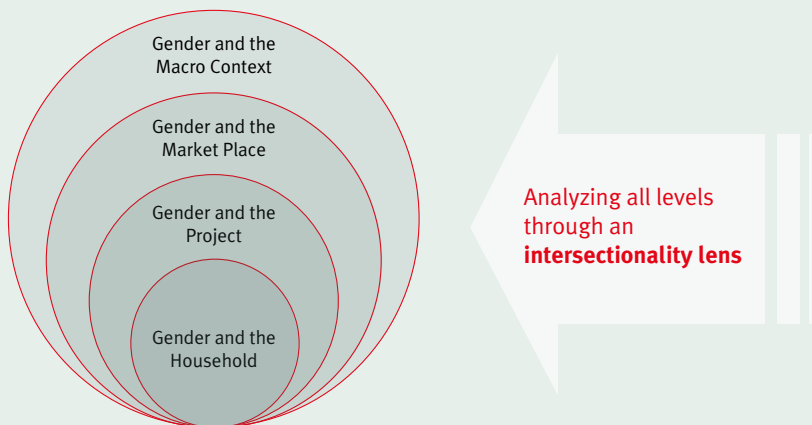 Gender and the
Macro Context
Gender and the
Market Place
Gender and the
Project
Gender and the
Household
Analyzing all levels
through an
intersectionality lens